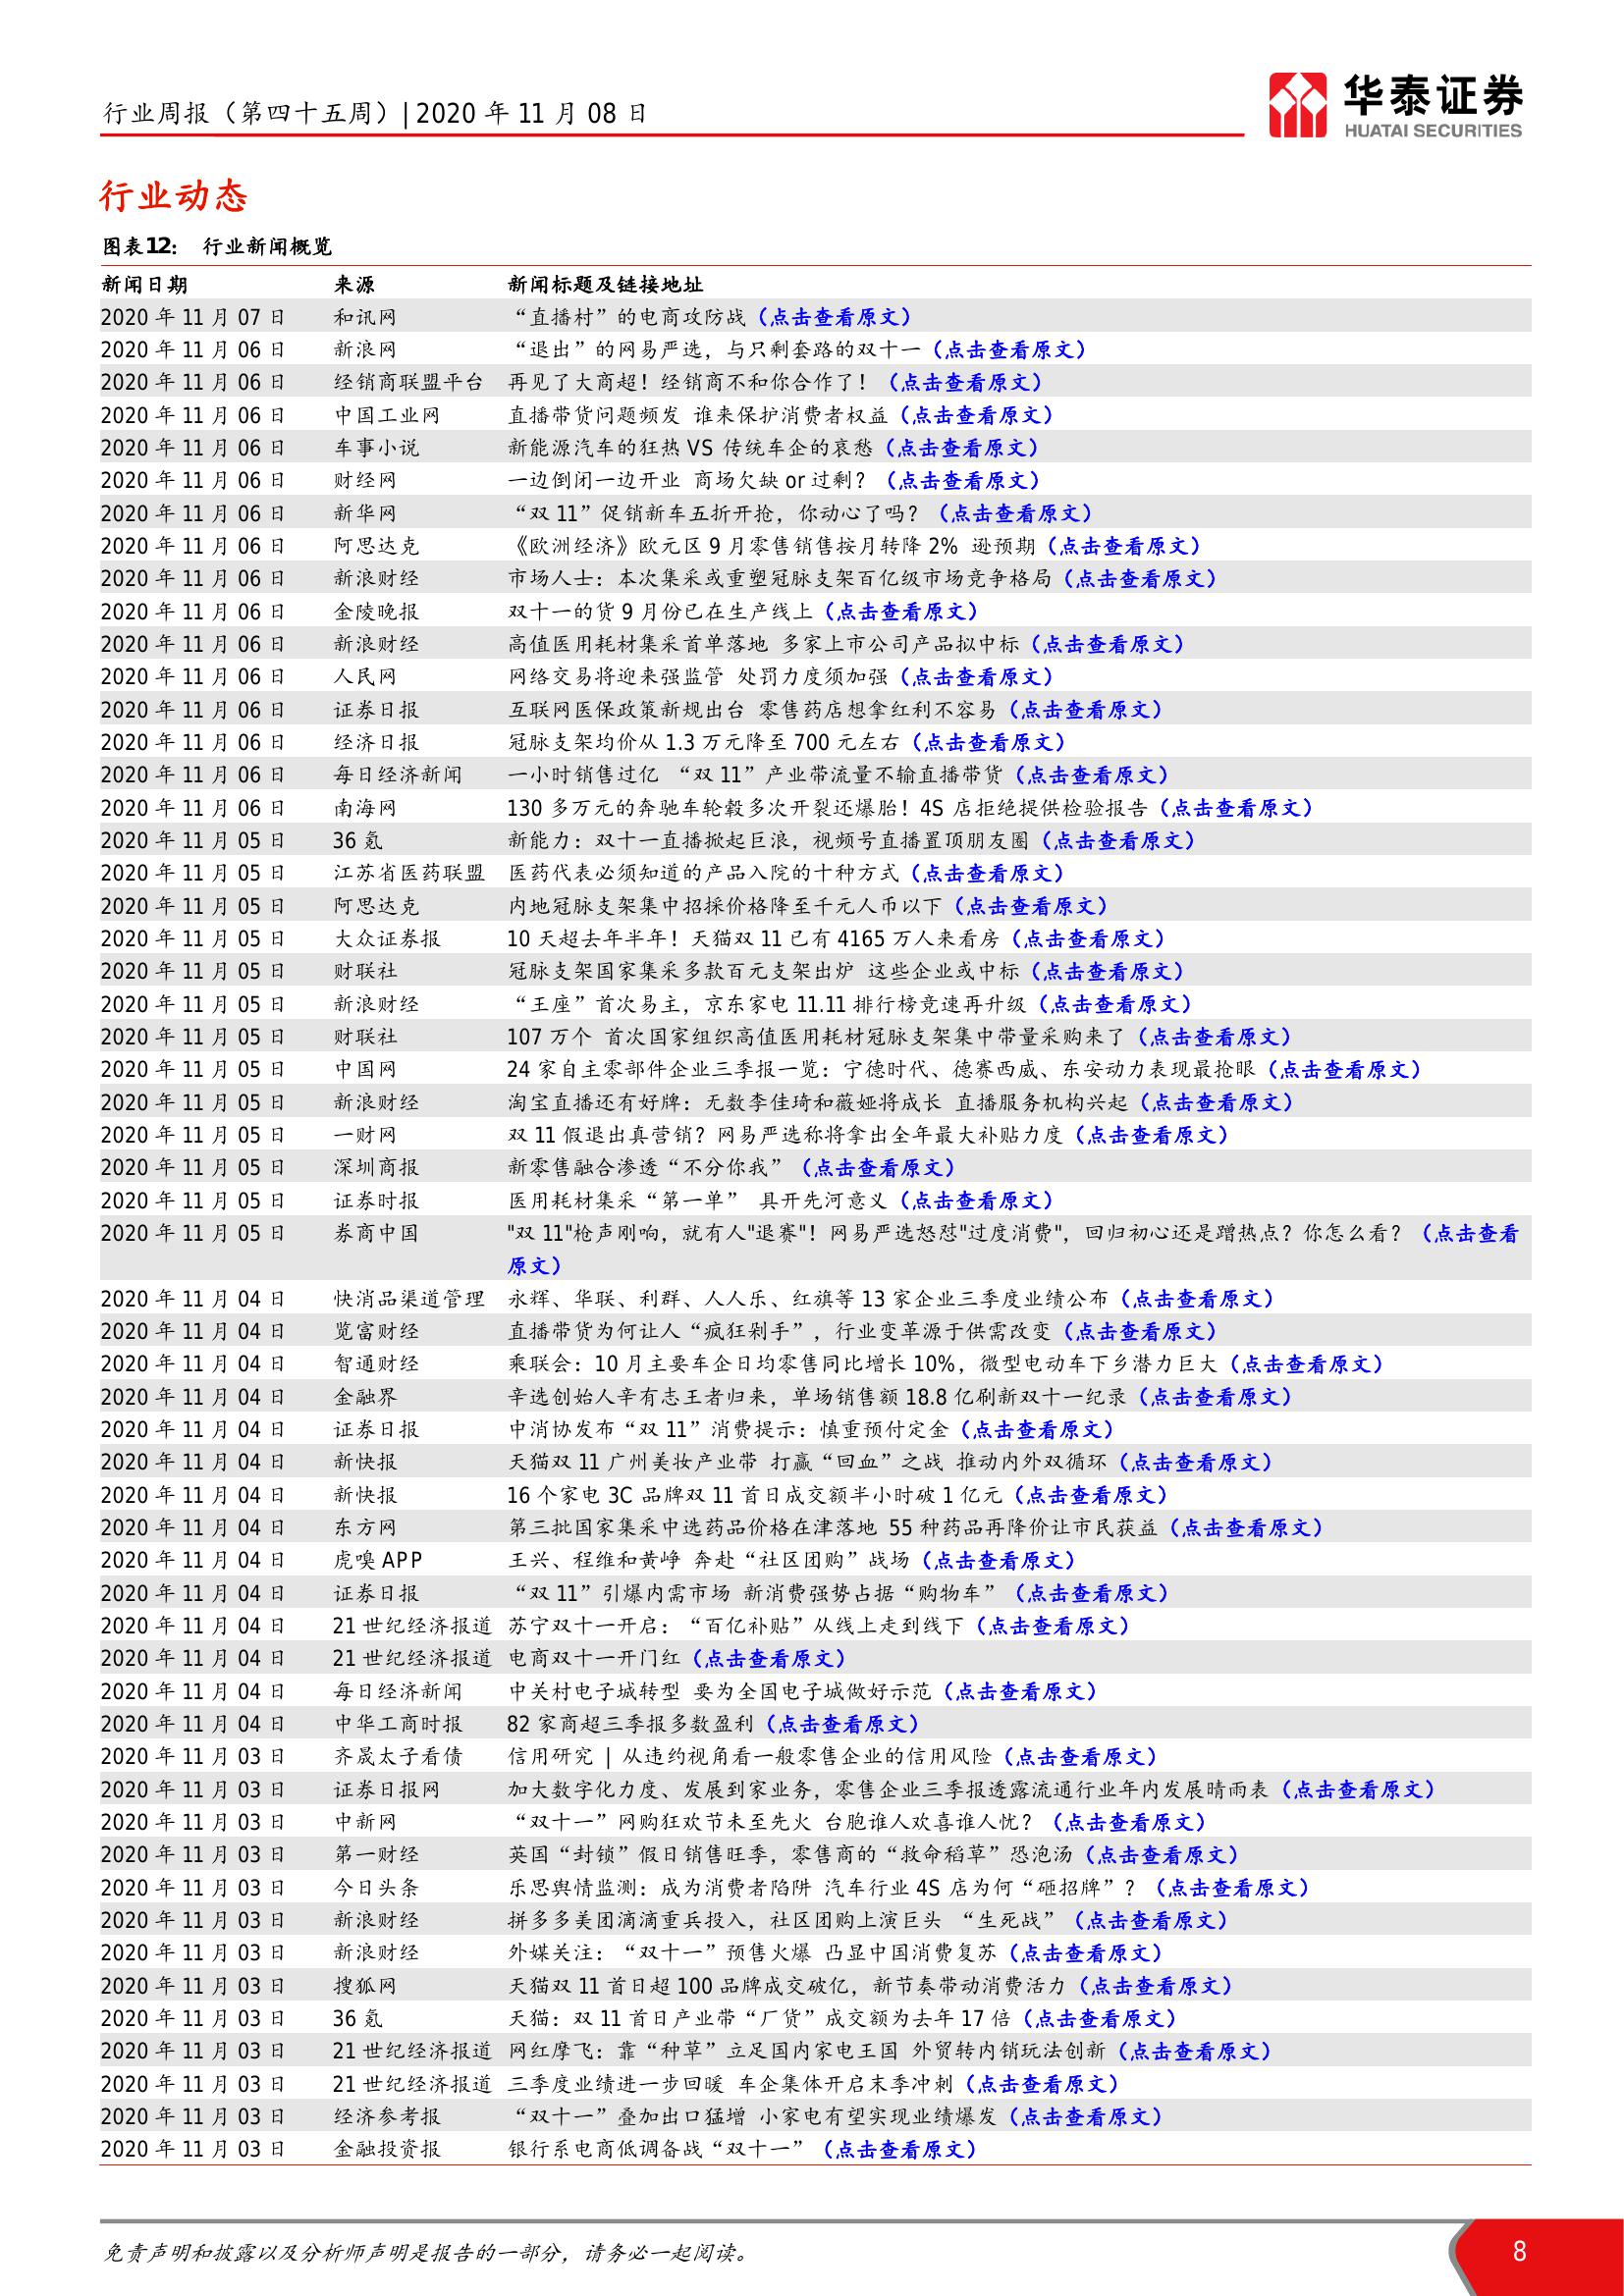 行业周报（第四十五周）| 2020 年 11 月 08 日
华泰证券
HUATAI SECURITIES
行业动态
图表12： 行业新闻概览
新闻日期 来源 新闻标题及链接地址
2020 年 11 月 07 日 和讯网 “直播村”的电商攻防战（点击查看原文）
2020 年 11 月 06 日 新浪网 “退出”的网易严选，与只剩套路的双十一（点击查看原文）
2020 年 11 月 06 日 经销商联盟平台 再见了大商超！经销商不和你合作了！（点击查看原文）
2020 年 11 月 06 日 中国工业网 直播带货问题频发 谁来保护消费者权益（点击查看原文）
2020 年 11 月 06 日 车事小说 新能源汽车的狂热 VS 传统车企的哀愁（点击查看原文）
2020 年 11 月 06 日 财经网 一边倒闭一边开业 商场欠缺 or 过剩？（点击查看原文）
2020 年 11 月 06 日 新华网 “双 11”促销新车五折开抢，你动心了吗？（点击查看原文）
2020 年 11 月 06 日 阿思达克 《欧洲经济》欧元区 9 月零售销售按月转降 2% 逊预期（点击查看原文）
2020 年 11 月 06 日 新浪财经 市场人士：本次集采或重塑冠脉支架百亿级市场竞争格局（点击查看原文）
2020 年 11 月 06 日 金陵晚报 双十一的货 9 月份已在生产线上（点击查看原文）
2020 年 11 月 06 日 新浪财经 高值医用耗材集采首单落地 多家上市公司产品拟中标（点击查看原文）
2020 年 11 月 06 日 人民网 网络交易将迎来强监管 处罚力度须加强（点击查看原文）
2020 年 11 月 06 日 证券日报 互联网医保政策新规出台 零售药店想拿红利不容易（点击查看原文）
2020 年 11 月 06 日 经济日报 冠脉支架均价从 1.3 万元降至 700 元左右（点击查看原文）
2020 年 11 月 06 日 每日经济新闻 一小时销售过亿 “双 11”产业带流量不输直播带货（点击查看原文）
2020 年 11 月 06 日 南海网 130 多万元的奔驰车轮毂多次开裂还爆胎！4S 店拒绝提供检验报告（点击查看原文）
2020 年 11 月 05 日 36 氪 新能力：双十一直播掀起巨浪，视频号直播置顶朋友圈（点击查看原文）
2020 年 11 月 05 日 江苏省医药联盟 医药代表必须知道的产品入院的十种方式（点击查看原文）
2020 年 11 月 05 日 阿思达克 内地冠脉支架集中招採价格降至千元人币以下（点击查看原文）
2020 年 11 月 05 日 大众证券报 10 天超去年半年！天猫双 11 已有 4165 万人来看房（点击查看原文）
2020 年 11 月 05 日 财联社 冠脉支架国家集采多款百元支架出炉 这些企业或中标（点击查看原文）
2020 年 11 月 05 日 新浪财经 “王座”首次易主，京东家电 11.11 排行榜竞速再升级（点击查看原文）
2020 年 11 月 05 日 财联社 107 万个 首次国家组织高值医用耗材冠脉支架集中带量采购来了（点击查看原文）
2020 年 11 月 05 日 中国网 24 家自主零部件企业三季报一览：宁德时代、德赛西威、东安动力表现最抢眼（点击查看原文）
2020 年 11 月 05 日 新浪财经 淘宝直播还有好牌：无数李佳琦和薇娅将成长 直播服务机构兴起（点击查看原文）
2020 年 11 月 05 日 一财网 双 11 假退出真营销？网易严选称将拿出全年最大补贴力度（点击查看原文）
2020 年 11 月 05 日 深圳商报 新零售融合渗透“不分你我”（点击查看原文）
2020 年 11 月 05 日 证券时报 医用耗材集采“第一单” 具开先河意义（点击查看原文）
2020 年 11 月 05 日 券商中国 "双 11"枪声刚响，就有人"退赛"！网易严选怒怼"过度消费"，回归初心还是蹭热点？你怎么看？（点击查看
原文）
2020 年 11 月 04 日 快消品渠道管理 永辉、华联、利群、人人乐、红旗等 13 家企业三季度业绩公布（点击查看原文）
2020 年 11 月 04 日 览富财经 直播带货为何让人“疯狂剁手”，行业变革源于供需改变（点击查看原文）
2020 年 11 月 04 日 智通财经 乘联会：10 月主要车企日均零售同比增长 10%，微型电动车下乡潜力巨大（点击查看原文）
2020 年 11 月 04 日 金融界 辛选创始人辛有志王者归来，单场销售额 18.8 亿刷新双十一纪录（点击查看原文）
2020 年 11 月 04 日 证券日报 中消协发布“双 11”消费提示：慎重预付定金（点击查看原文）
2020 年 11 月 04 日 新快报 天猫双 11 广州美妆产业带 打赢“回血”之战 推动内外双循环（点击查看原文）
2020 年 11 月 04 日 新快报 16 个家电 3C 品牌双 11 首日成交额半小时破 1 亿元（点击查看原文）
2020 年 11 月 04 日 东方网 第三批国家集采中选药品价格在津落地 55 种药品再降价让市民获益（点击查看原文）
2020 年 11 月 04 日 虎嗅 APP 王兴、程维和黄峥 奔赴“社区团购”战场（点击查看原文）
2020 年 11 月 04 日 证券日报 “双 11”引爆内需市场 新消费强势占据“购物车”（点击查看原文）
2020 年 11 月 04 日 21 世纪经济报道 苏宁双十一开启：“百亿补贴”从线上走到线下（点击查看原文）
2020 年 11 月 04 日 21 世纪经济报道 电商双十一开门红（点击查看原文）
2020 年 11 月 04 日 每日经济新闻 中关村电子城转型 要为全国电子城做好示范（点击查看原文）
2020 年 11 月 04 日 中华工商时报 82 家商超三季报多数盈利（点击查看原文）
2020 年 11 月 03 日 齐晟太子看债 信用研究 | 从违约视角看一般零售企业的信用风险（点击查看原文）
2020 年 11 月 03 日 证券日报网 加大数字化力度、发展到家业务，零售企业三季报透露流通行业年内发展晴雨表（点击查看原文）
2020 年 11 月 03 日 中新网 “双十一”网购狂欢节未至先火 台胞谁人欢喜谁人忧？（点击查看原文）
2020 年 11 月 03 日 第一财经 英国“封锁”假日销售旺季，零售商的“救命稻草”恐泡汤（点击查看原文）
2020 年 11 月 03 日 今日头条 乐思舆情监测：成为消费者陷阱 汽车行业 4S 店为何“砸招牌”？（点击查看原文）
2020 年 11 月 03 日 新浪财经 拼多多美团滴滴重兵投入，社区团购上演巨头 “生死战”（点击查看原文）
2020 年 11 月 03 日 新浪财经 外媒关注：“双十一”预售火爆 凸显中国消费复苏（点击查看原文）
2020 年 11 月 03 日 搜狐网 天猫双 11 首日超 100 品牌成交破亿，新节奏带动消费活力（点击查看原文）
2020 年 11 月 03 日 36 氪 天猫：双 11 首日产业带“厂货”成交额为去年 17 倍（点击查看原文）
2020 年 11 月 03 日 21 世纪经济报道 网红摩飞：靠“种草”立足国内家电王国 外贸转内销玩法创新（点击查看原文）
2020 年 11 月 03 日 21 世纪经济报道 三季度业绩进一步回暖 车企集体开启末季冲刺（点击查看原文）
2020 年 11 月 03 日 经济参考报 “双十一”叠加出口猛增 小家电有望实现业绩爆发（点击查看原文）
2020 年 11 月 03 日 金融投资报 银行系电商低调备战“双十一”（点击查看原文）
免责声明和披露以及分析师声明是报告的一部分，请务必一起阅读。 8